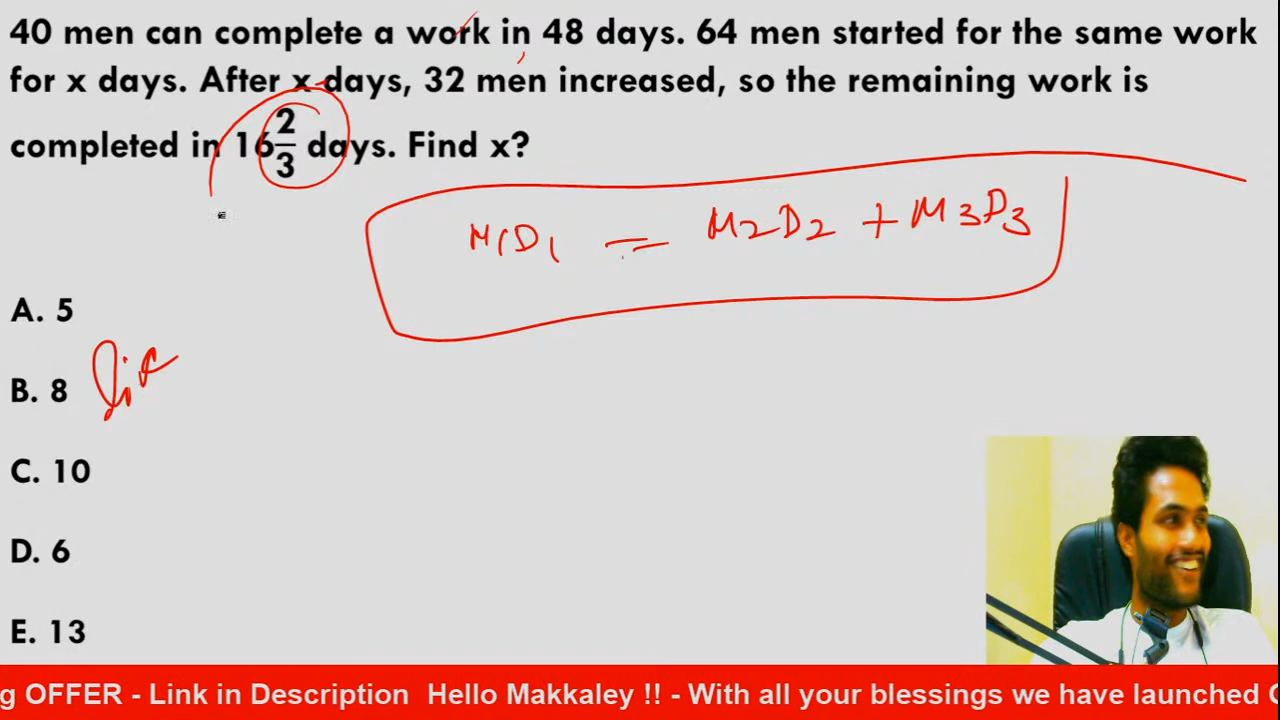 40 men can complete a work in 48 days. 64 men started for the same work
for x days. After x days, 32 men increased, so the remaining work is
completed in 16 2/3 days. Find x?
M1D1 = M2D2 + M3D3
A. 5
B. 8
C. 10
D. 6
E. 13
g OFFER - Link in Description Hello Makkaley !! - With all your blessings we have launched